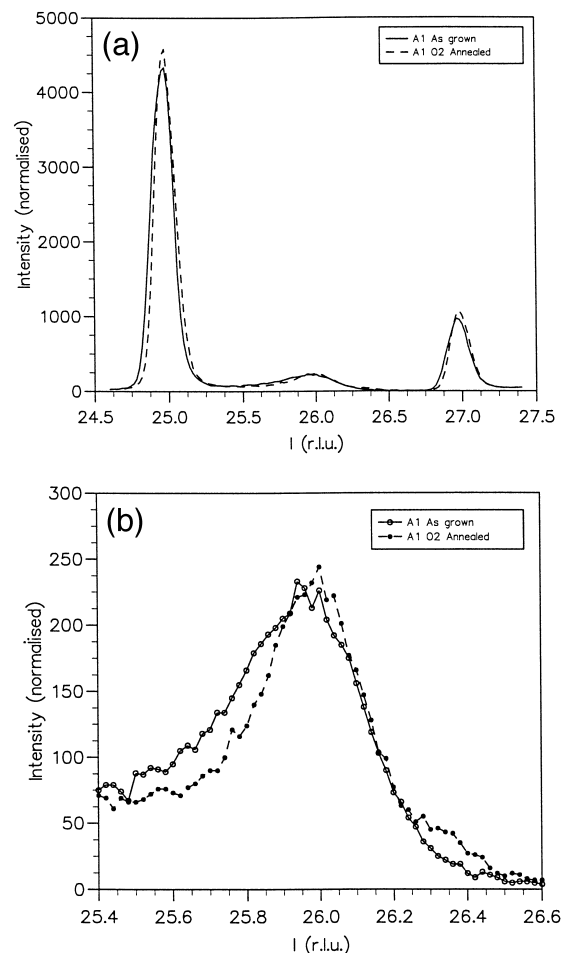 (a)
A1 As grown
A1 O2 Annealed
Intensity (normalised)
5000
4000
3000
2000
1000
0
24.5 25.0 25.5 26.0 26.5 27.0 27.5
l (r.l.u.)
(b)
A1 As grown
A1 O2 Annealed
Intensity (normalised)
300
250
200
150
100
50
0
25.4 25.6 25.8 26.0 26.2 26.4 26.6
l (r.l.u.)